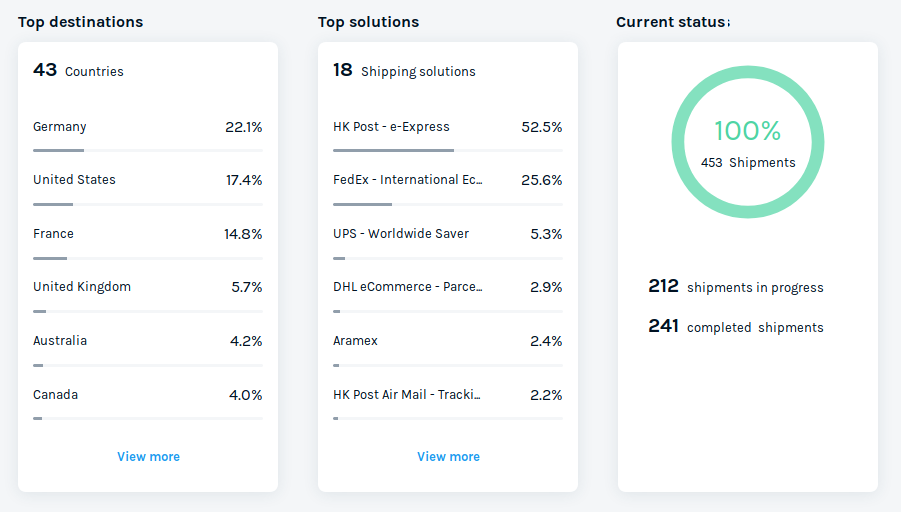 Top destinations
43 Countries
Germany 22.1%
United States 17.4%
France 14.8%
United Kingdom 5.7%
Australia 4.2%
Canada 4.0%
View more
Top solutions
18 Shipping solutions
HK Post - e-Express 52.5%
FedEx - International Ec... 25.6%
UPS - Worldwide Saver 5.3%
DHL eCommerce - Parce... 2.9%
Aramex 2.4%
HK Post Air Mail - Tracki... 2.2%
View more
Current status:
100%
453 Shipments
212 shipments in progress
241 completed shipments